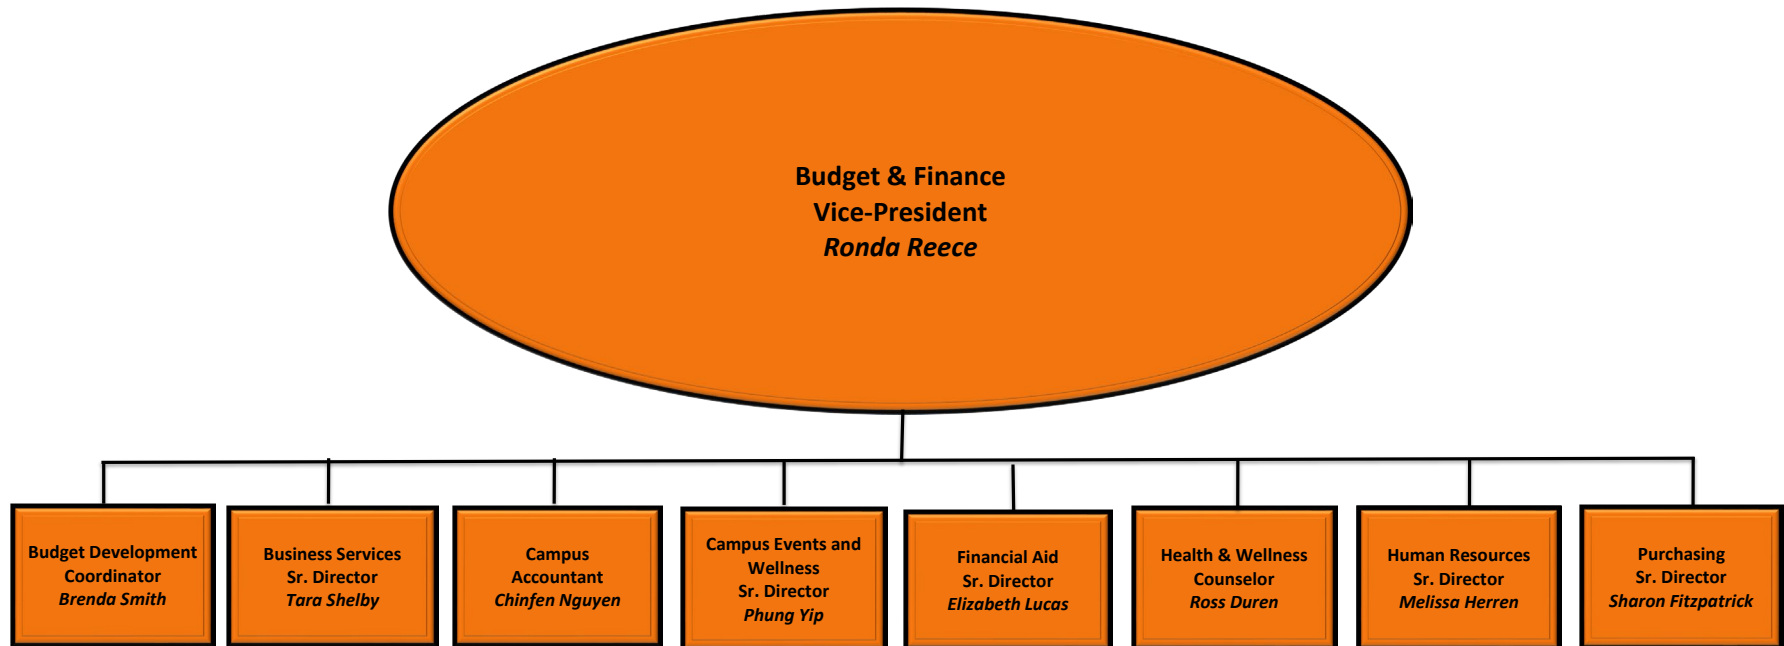 Budget & Finance
Vice-President
Ronda Reece
Budget Development
Coordinator
Brenda Smith
Business Services
Sr. Director
Tara Shelby
Campus
Accountant
Chinfen Nguyen
Campus Events and
Wellness
Sr. Director
Phung Yip
Financial Aid
Sr. Director
Elizabeth Lucas
Health & Wellness
Counselor
Ross Duren
Human Resources
Sr. Director
Melissa Herren
Purchasing
Sr. Director
Sharon Fitzpatrick